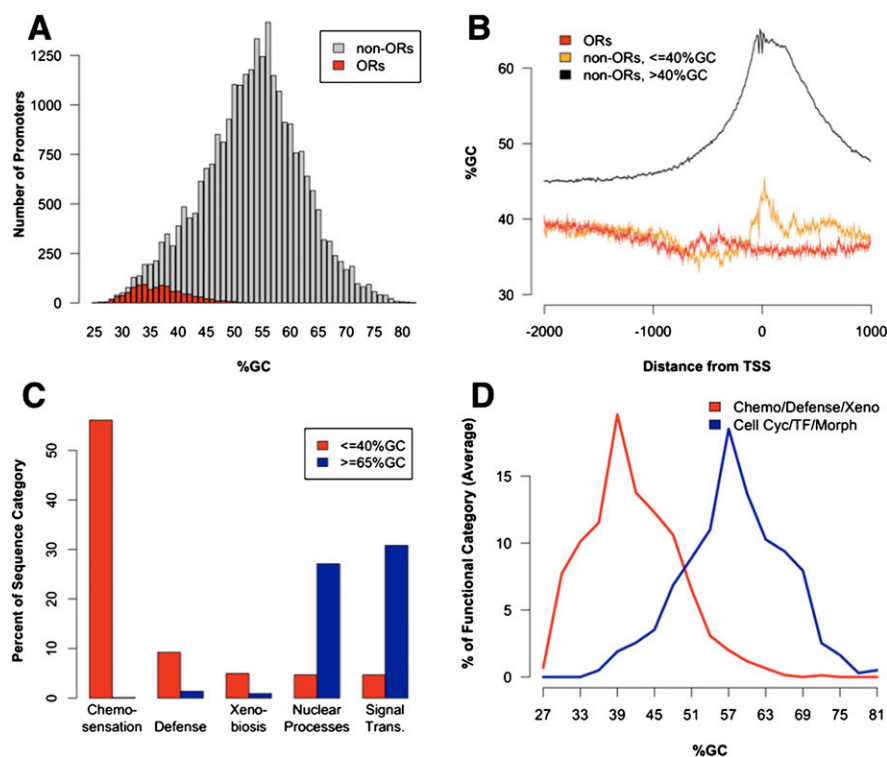 A
Number of Promoters
1250
1000
750
500
250
0
non-ORs
ORs
25 30 35 40 45 50 55 60 65 70 75 80
%GC
B
%GC
60
50
40
30
ORs
non-ORs, <=40%GC
non-ORs, >40%GC
-2000 -1000 0 1000
Distance from TSS
C
Percent of Sequence Category
50
40
30
20
10
0
<=40%GC
>=65%GC
Chemo-
sensation
Defense
Xeno-
biosis
Nuclear
Processes
Signal
Trans.
D
% of Functional Category (Average)
15
10
5
0
Chemo/Defense/Xeno
Cell Cyc/TF/Morph
27 33 39 45 51 57 63 69 75 81
%GC